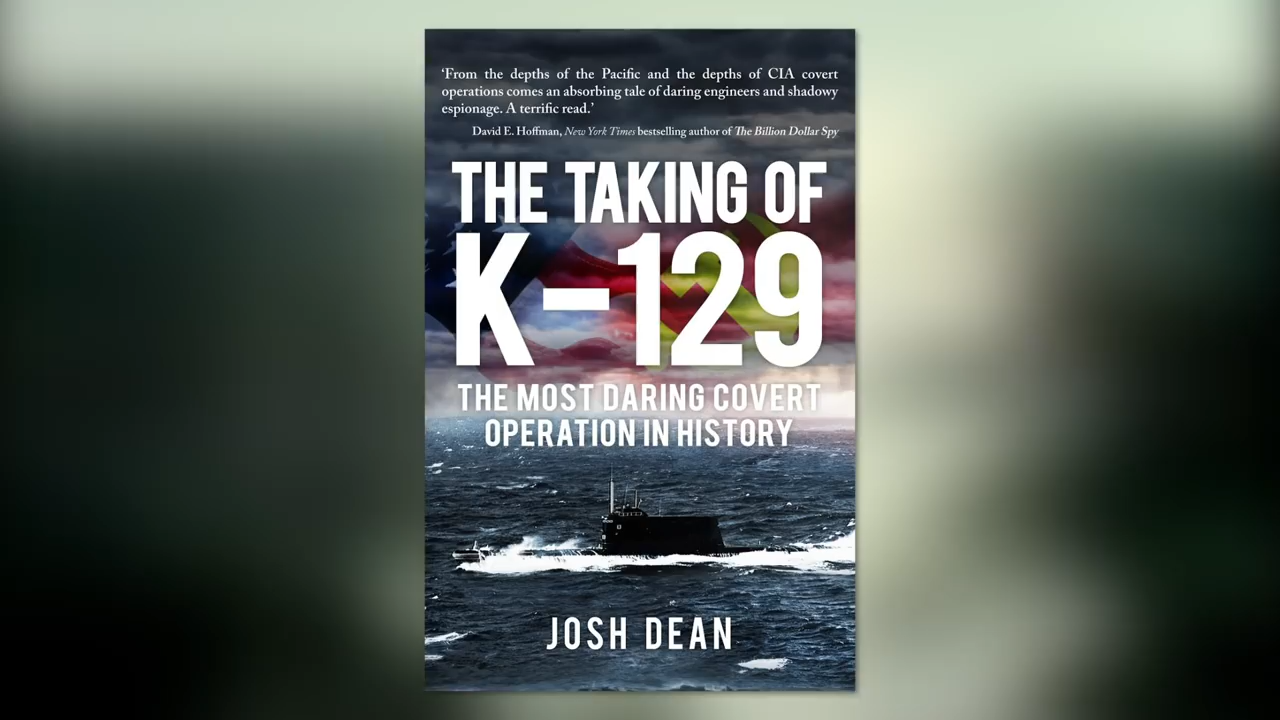 ‘From the depths of the Pacific and the depths of CIA covert
operations comes an absorbing tale of daring engineers and shadowy
espionage. A terrific read.’
David E. Hoffman, New York Times bestselling author of The Billion Dollar Spy
THE TAKING OF
K-129
THE MOST DARING COVERT
OPERATION IN HISTORY
JOSH DEAN